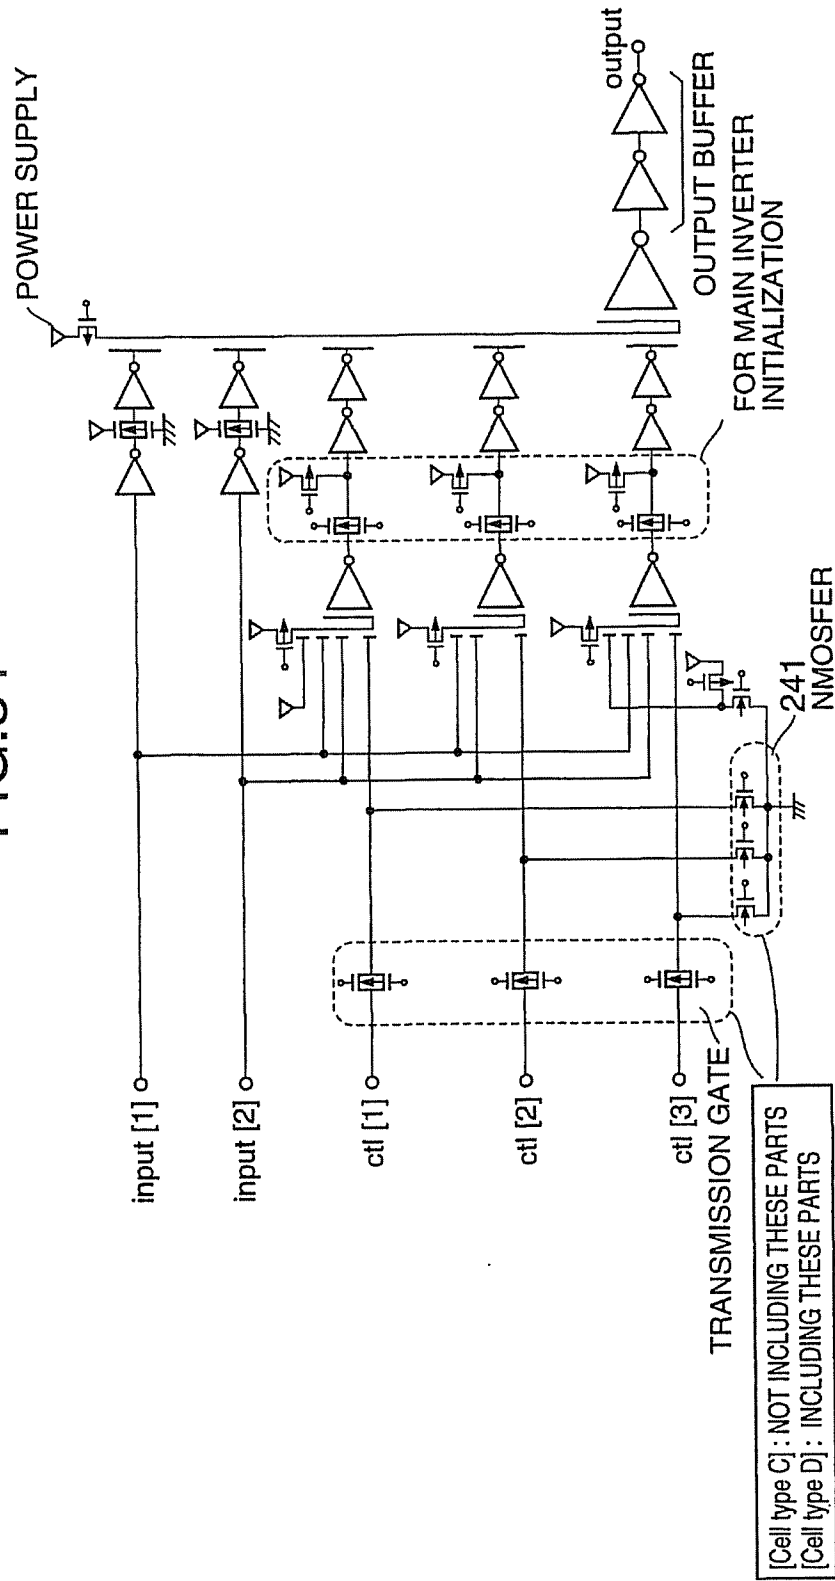 POWER SUPPLY
input [1]
input [2]
ctl [1]
ctl [2]
ctl [3]
output
OUTPUT BUFFER
FOR MAIN INVERTER
INITIALIZATION
241
NMOSFER
TRANSMISSION GATE
[Cell type C] : NOT INCLUDING THESE PARTS
[Cell type D] : INCLUDING THESE PARTS